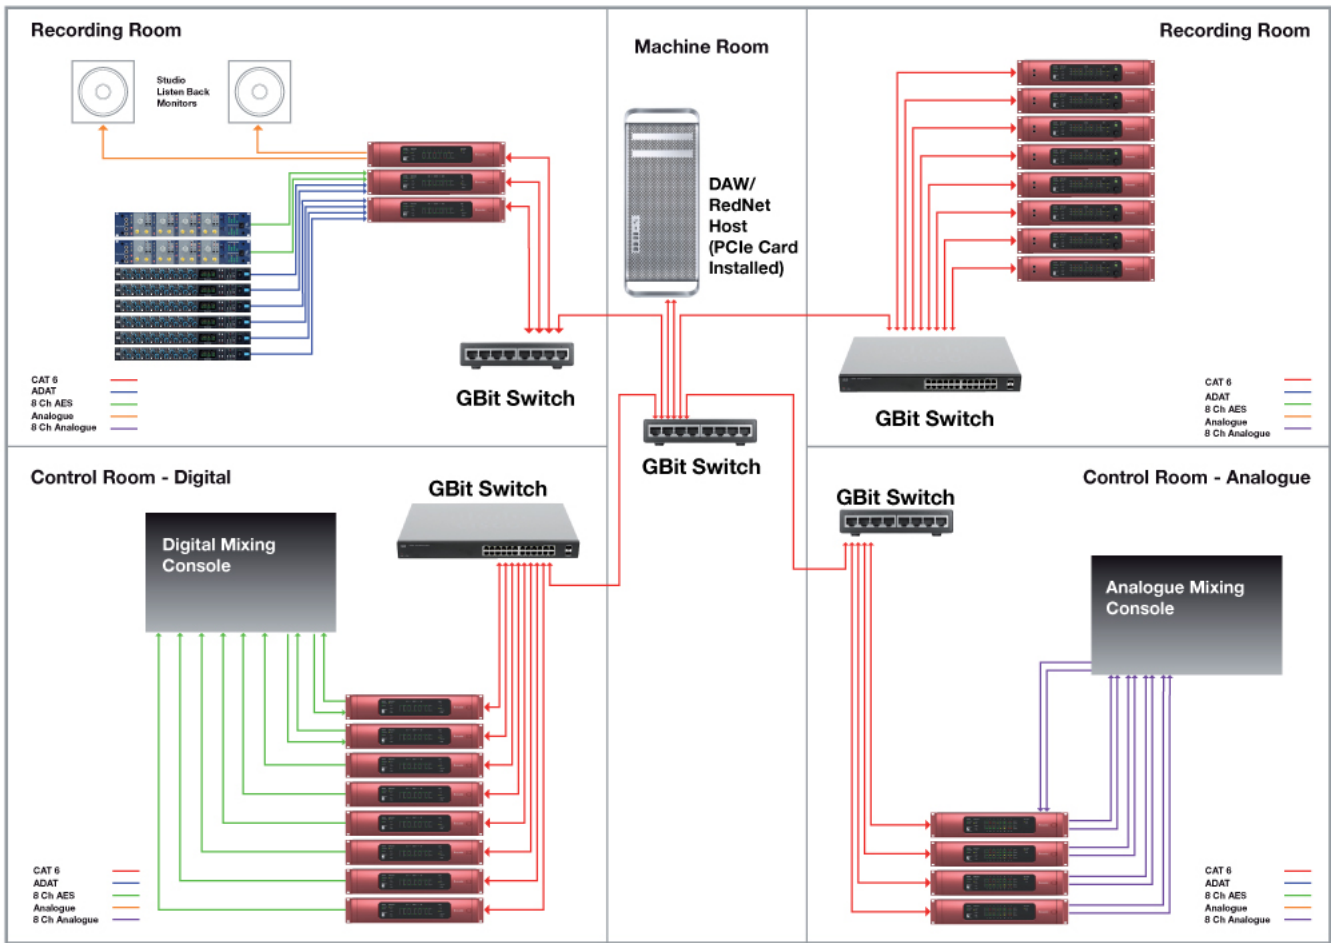 Recording Room
Studio
Listen Back
Monitors
CAT 6
ADAT
8 Ch AES
Analogue
8 Ch Analogue
GBit Switch
Machine Room
DAW/
RedNet
Host
(PCIe Card
Installed)
GBit Switch
Recording Room
GBit Switch
CAT 6
ADAT
8 Ch AES
Analogue
8 Ch Analogue
Control Room - Digital
GBit Switch
Digital Mixing
Console
CAT 6
ADAT
8 Ch AES
Analogue
8 Ch Analogue
Control Room - Analogue
GBit Switch
Analogue Mixing
Console
CAT 6
ADAT
8 Ch AES
Analogue
8 Ch Analogue